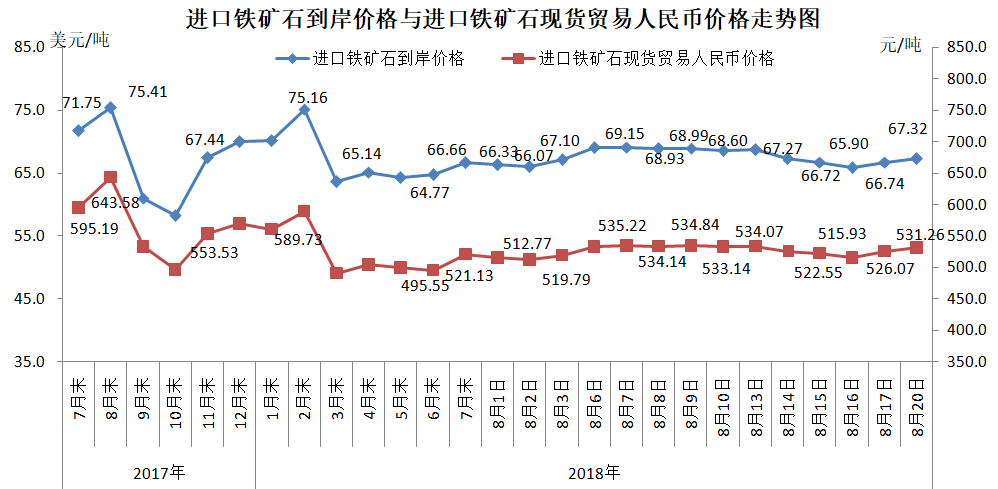 进口铁矿石到岸价格与进口铁矿石现货贸易人民币价格走势图
美元/吨
元/吨
进口铁矿石到岸价格
进口铁矿石现货贸易人民币价格
85.0
75.0
65.0
55.0
45.0
35.0
850.0
800.0
750.0
700.0
650.0
600.0
550.0
500.0
450.0
400.0
350.0
71.75
75.41
67.44
75.16
65.14
64.77
66.66
66.33
66.07
67.10
69.15
68.93
68.99
68.60
67.27
66.72
65.90
66.74
67.32
595.19
643.58
553.53
589.73
495.55
521.13
512.77
519.79
535.22
534.14
534.84
533.14
534.07
522.55
515.93
526.07
531.26
7月末
8月末
9月末
10月末
11月末
12月末
1月末
2月末
3月末
4月末
5月末
6月末
7月末
8月1日
8月2日
8月3日
8月6日
8月7日
8月8日
8月9日
8月10日
8月13日
8月14日
8月15日
8月16日
8月17日
8月20日
2017年
2018年